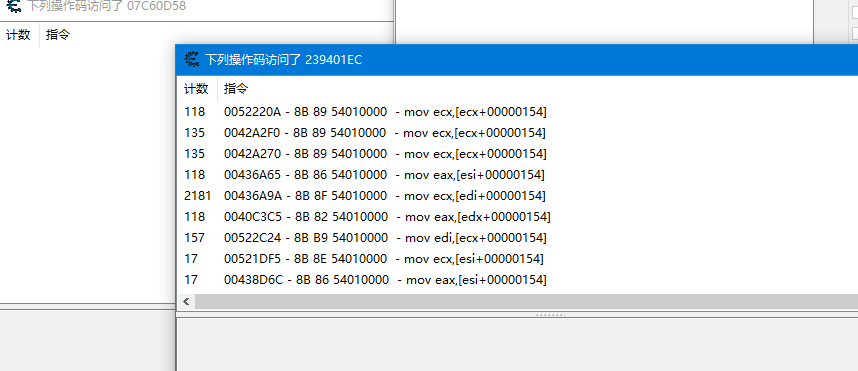 下列操作码访问了 07C60D58
计数 指令
下列操作码访问了 239401EC
计数 指令
118 0052220A - 8B 89 54010000 - mov ecx,[ecx+00000154]
135 0042A2F0 - 8B 89 54010000 - mov ecx,[ecx+00000154]
135 0042A270 - 8B 89 54010000 - mov ecx,[ecx+00000154]
118 00436A65 - 8B 86 54010000 - mov eax,[esi+00000154]
2181 00436A9A - 8B 8F 54010000 - mov ecx,[edi+00000154]
118 0040C3C5 - 8B 82 54010000 - mov eax,[edx+00000154]
157 00522C24 - 8B B9 54010000 - mov edi,[ecx+00000154]
17 00521DF5 - 8B 8E 54010000 - mov ecx,[esi+00000154]
17 00438D6C - 8B 86 54010000 - mov eax,[esi+00000154]